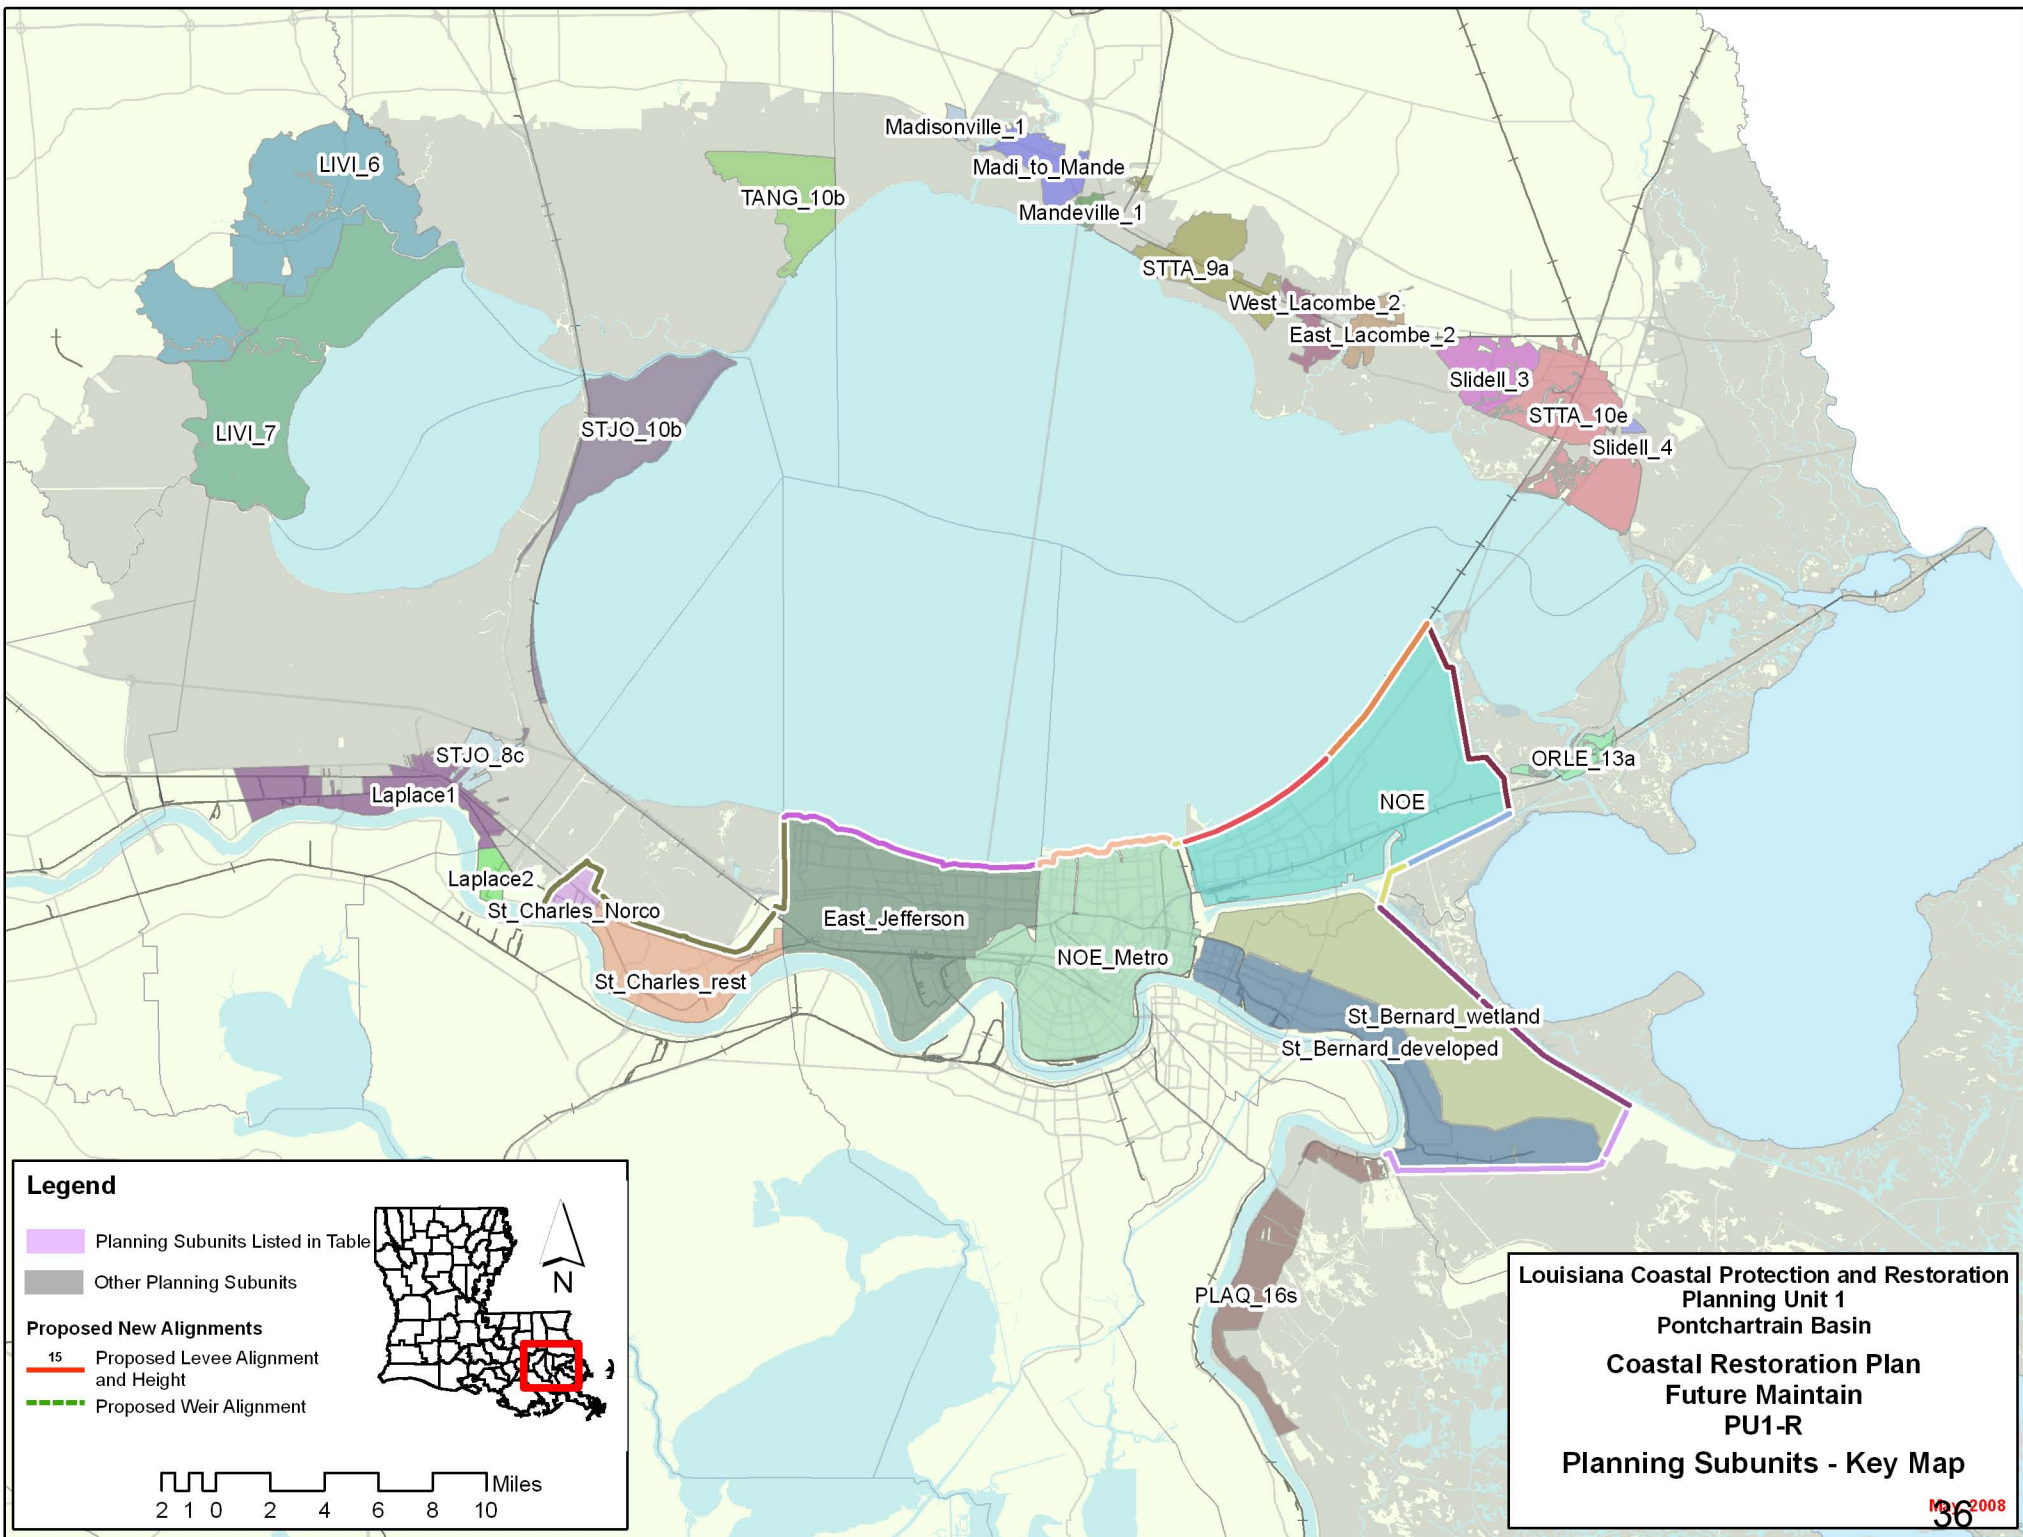 Madisonville_1
LIVI_6
Madi_to_Mande
TANG_10b
Mandeville_1
STTA_9a
West_Lacombe_2
East_Lacombe_2
Slidell_3
STTA_10e
LIVI_7
STJO_10b
Slidell_4
STJO_8c
ORLE_13a
Laplace1
NOE
Laplace2
St_Charles_Norco
East_Jefferson
NOE_Metro
St_Charles_rest
St_Bernard_wetland
St_Bernard_developed
PLAQ_16s
Legend
Planning Subunits Listed in Table
Other Planning Subunits
Proposed New Alignments
15 Proposed Levee Alignment
and Height
Proposed Weir Alignment
N
Miles
2 1 0 2 4 6 8 10
Louisiana Coastal Protection and Restoration
Planning Unit 1
Pontchartrain Basin
Coastal Restoration Plan
Future Maintain
PU1-R
Planning Subunits - Key Map
May, 2008
36